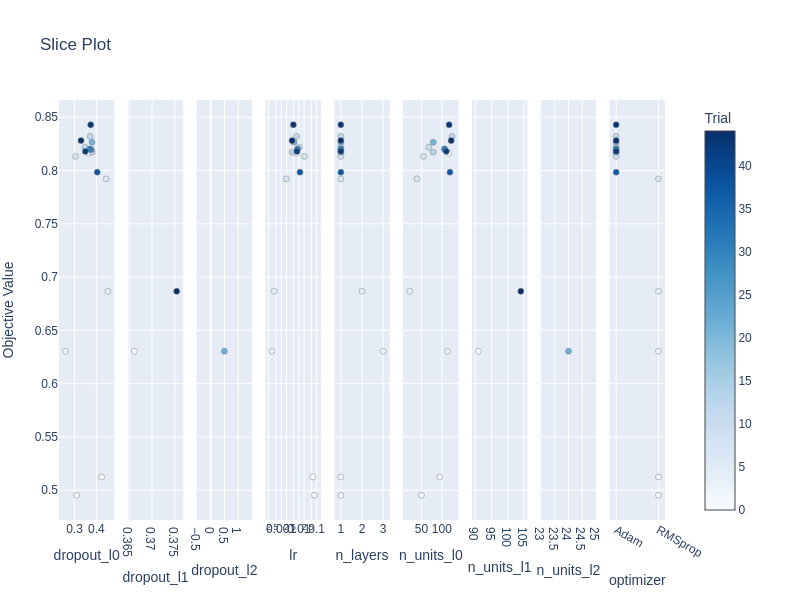 Slice Plot
Trial
Objective Value
0.85
0.8
0.75
0.7
0.65
0.6
0.55
0.5
40
35
30
25
20
15
10
5
0
0.3 0.4
dropout_l0
0.365 0.37 0.375
dropout_l1
−0.5 0 0.5 1
dropout_l2
lr
1 2 3
n_layers
50 100
n_units_l0
90 95 100 105
n_units_l1
23 23.5 24 24.5 25
n_units_l2
Adam RMSprop
optimizer